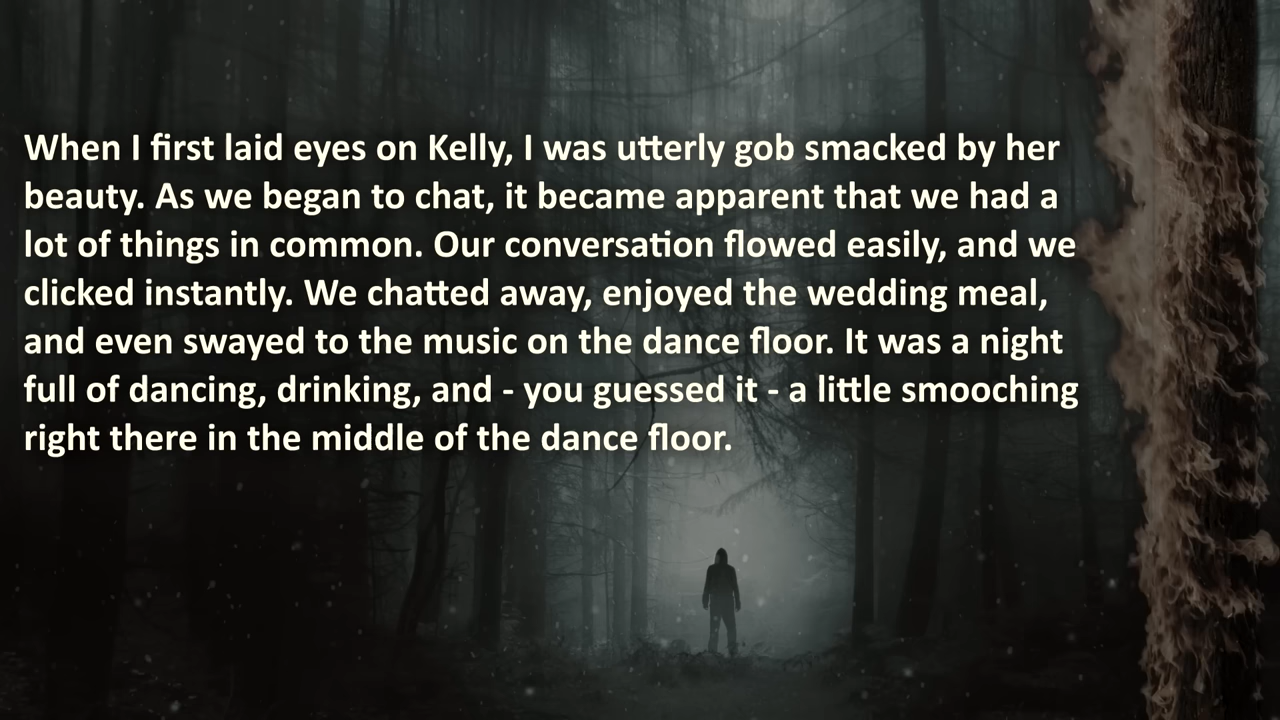 When I first laid eyes on Kelly, I was utterly gob smacked by her
beauty. As we began to chat, it became apparent that we had a
lot of things in common. Our conversation flowed easily, and we
clicked instantly. We chatted away, enjoyed the wedding meal,
and even swayed to the music on the dance floor. It was a night
full of dancing, drinking, and - you guessed it - a little smooching
right there in the middle of the dance floor.